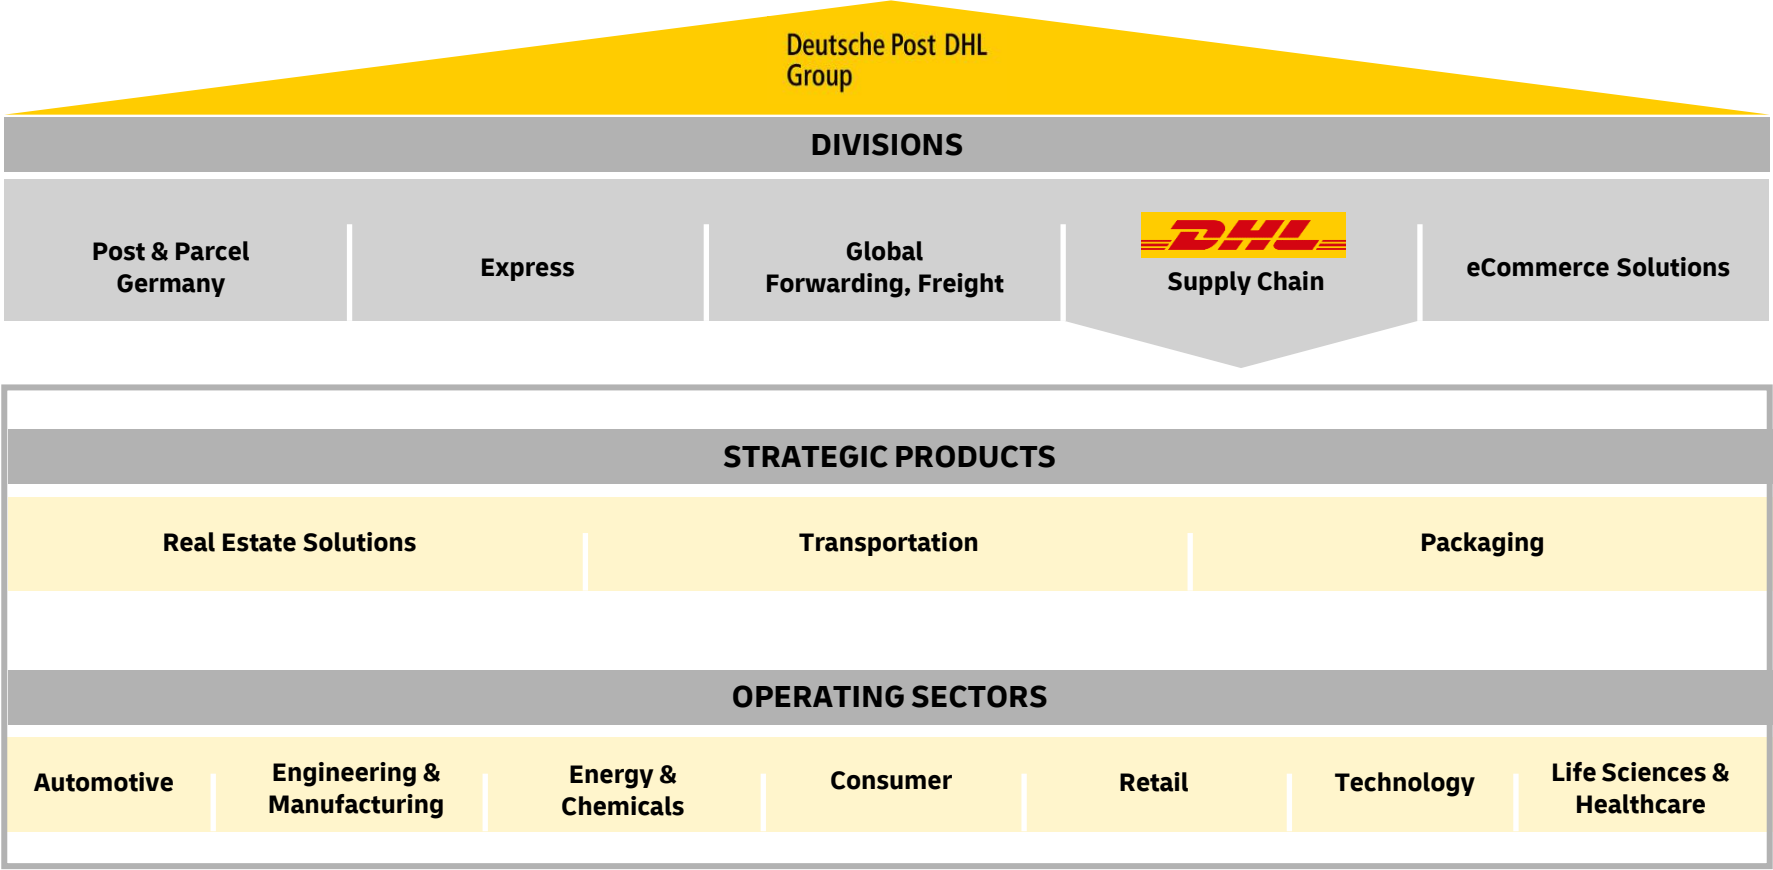 Deutsche Post DHL
Group
DIVISIONS
Post & Parcel
Germany
Express
Global
Forwarding, Freight
DHL
Supply Chain
eCommerce Solutions
STRATEGIC PRODUCTS
Real Estate Solutions
Transportation
Packaging
OPERATING SECTORS
Automotive
Engineering &
Manufacturing
Energy &
Chemicals
Consumer
Retail
Technology
Life Sciences &
Healthcare